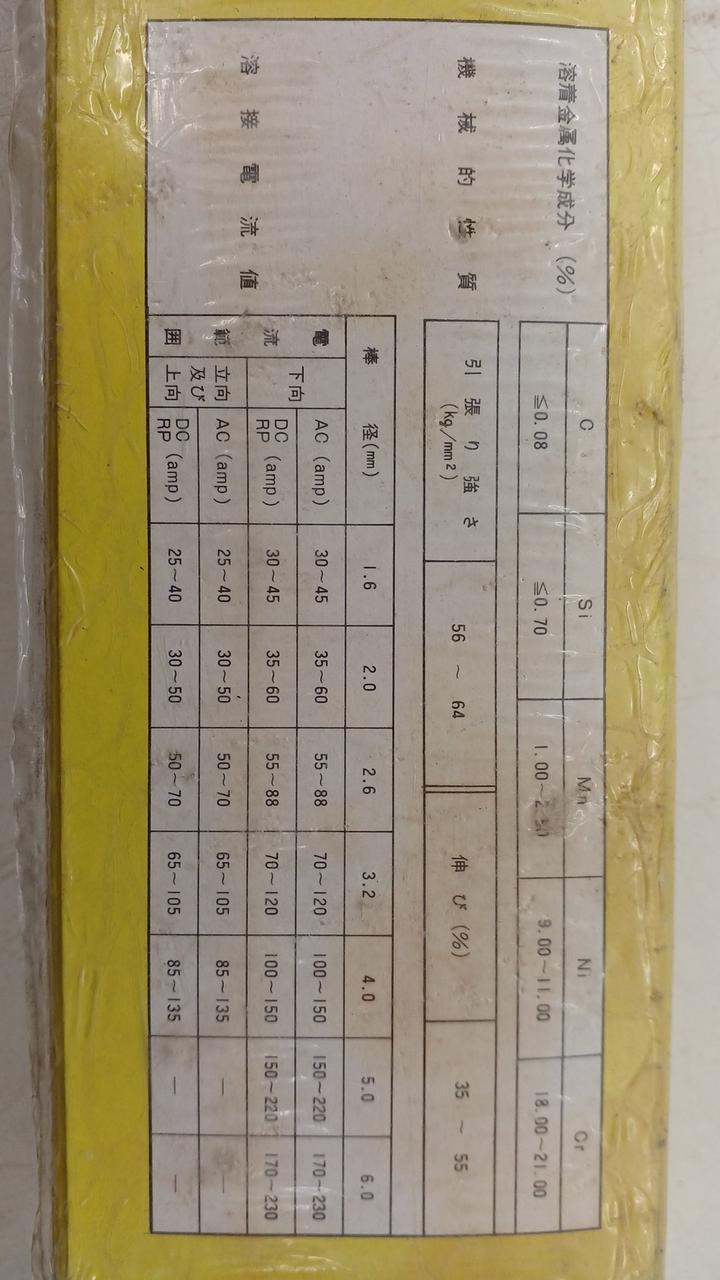 溶着金属化学成分 (%)
C Si Mn Ni Cr
≦0.08 ≦0.70 1.00~2.50 9.00~11.00 18.00~21.00
機械的性質
引張り強さ (kg/mm²) 56 ~ 64 伸び (%) 35 ~ 55
溶接電流値
棒 径(mm) 1.6 2.0 2.6 3.2 4.0 5.0 6.0
電流範囲
下向 AC (amp) 30~45 35~60 55~88 70~120 100~150 150~220 170~230
DC RP (amp) 30~45 35~60 55~88 70~120 100~150 150~220 170~230
立向及び上向 AC (amp) 25~40 30~50 50~70 65~105 85~135 — —
DC RP (amp) 25~40 30~50 50~70 65~105 85~135 — —